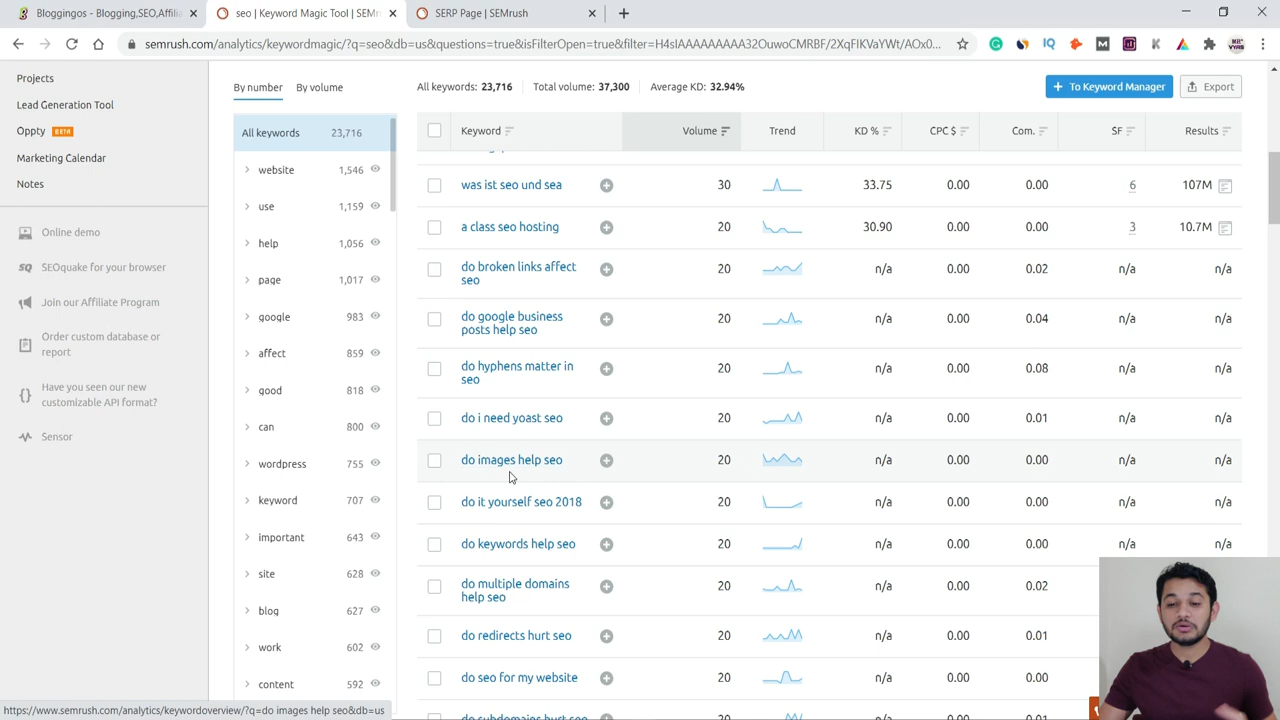 Bloggingos - Blogging,SEO,Affilia
seo | Keyword Magic Tool | SEMr
SERP Page | SEMrush
semrush.com/analytics/keywordmagic/?q=seo&db=us&questions=true&isFilterOpen=true&filter=H4sIAAAAAAAA32OuwoCMRBF/2XqFIKVaYWt/AOx0...
Projects
Lead Generation Tool
Oppty BETA
Marketing Calendar
Notes
Online demo
SEOquake for your browser
Join our Affiliate Program
Order custom database or
report
Have you seen our new
customizable API format?
Sensor
By number By volume
All keywords 23,716
website 1,546
use 1,159
help 1,056
page 1,017
google 983
affect 859
good 818
can 800
wordpress 755
keyword 707
important 643
site 628
blog 627
work 602
content 592
All keywords: 23,716 Total volume: 37,300 Average KD: 32.94%
+ To Keyword Manager Export
Keyword Volume Trend KD % CPC $ Com. SF Results
was ist seo und sea 30 33.75 0.00 0.00 6 107M
a class seo hosting 20 30.90 0.00 0.00 3 10.7M
do broken links affect
seo 20 n/a 0.00 0.02 n/a n/a
do google business
posts help seo 20 n/a 0.00 0.04 n/a n/a
do hyphens matter in
seo 20 n/a 0.00 0.08 n/a n/a
do i need yoast seo 20 n/a 0.00 0.01 n/a n/a
do images help seo 20 n/a 0.00 0.00 n/a n/a
do it yourself seo 2018 20 n/a 0.00 0.00 n/a n/a
do keywords help seo 20 n/a 0.00 0.00 n/a n/a
do multiple domains
help seo 20 n/a 0.00 0.02
do redirects hurt seo 20 n/a 0.00 0.01
do seo for my website 20 n/a 0.00 0.00
do subdomains hurt seo
https://www.semrush.com/analytics/keywordoverview/?q=do images help seo&db=us